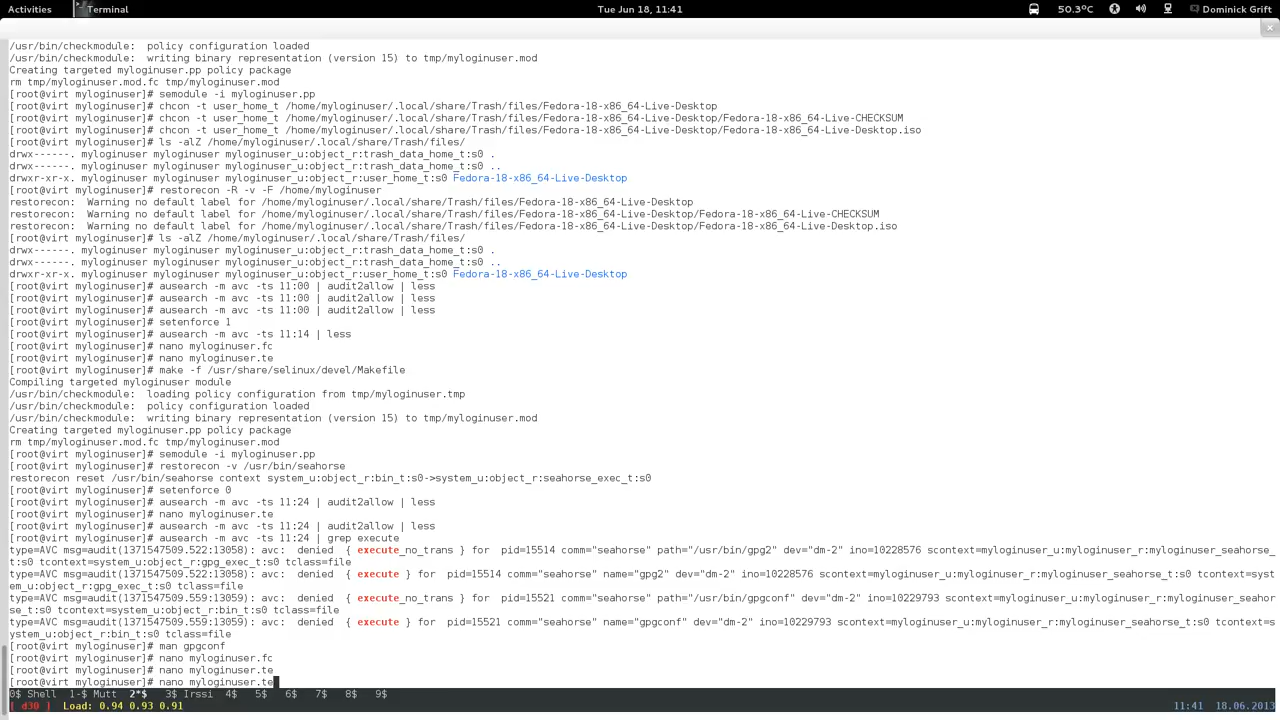 Activities Terminal Tue Jun 18, 11:41 50.3°C Dominick Grift
/usr/bin/checkmodule:  policy configuration loaded
/usr/bin/checkmodule:  writing binary representation (version 15) to tmp/myloginuser.mod
Creating targeted myloginuser.pp policy package
rm tmp/myloginuser.mod.fc tmp/myloginuser.mod
[root@virt myloginuser]# semodule -i myloginuser.pp
[root@virt myloginuser]# chcon -t user_home_t /home/myloginuser/.local/share/Trash/files/Fedora-18-x86_64-Live-Desktop
[root@virt myloginuser]# chcon -t user_home_t /home/myloginuser/.local/share/Trash/files/Fedora-18-x86_64-Live-Desktop/Fedora-18-x86_64-Live-CHECKSUM
[root@virt myloginuser]# chcon -t user_home_t /home/myloginuser/.local/share/Trash/files/Fedora-18-x86_64-Live-Desktop/Fedora-18-x86_64-Live-Desktop.iso
[root@virt myloginuser]# ls -alZ /home/myloginuser/.local/share/Trash/files/
drwx------. myloginuser myloginuser myloginuser_u:object_r:trash_data_home_t:s0 .
drwx------. myloginuser myloginuser myloginuser_u:object_r:trash_data_home_t:s0 ..
drwxr-xr-x. myloginuser myloginuser myloginuser_u:object_r:user_home_t:s0 Fedora-18-x86_64-Live-Desktop
[root@virt myloginuser]# restorecon -R -v -F /home/myloginuser
restorecon:  Warning no default label for /home/myloginuser/.local/share/Trash/files/Fedora-18-x86_64-Live-Desktop
restorecon:  Warning no default label for /home/myloginuser/.local/share/Trash/files/Fedora-18-x86_64-Live-Desktop/Fedora-18-x86_64-Live-CHECKSUM
restorecon:  Warning no default label for /home/myloginuser/.local/share/Trash/files/Fedora-18-x86_64-Live-Desktop/Fedora-18-x86_64-Live-Desktop.iso
[root@virt myloginuser]# ls -alZ /home/myloginuser/.local/share/Trash/files/
drwx------. myloginuser myloginuser myloginuser_u:object_r:trash_data_home_t:s0 .
drwx------. myloginuser myloginuser myloginuser_u:object_r:trash_data_home_t:s0 ..
drwxr-xr-x. myloginuser myloginuser myloginuser_u:object_r:user_home_t:s0 Fedora-18-x86_64-Live-Desktop
[root@virt myloginuser]# ausearch -m avc -ts 11:00 | audit2allow | less
[root@virt myloginuser]# ausearch -m avc -ts 11:00 | audit2allow | less
[root@virt myloginuser]# ausearch -m avc -ts 11:00 | audit2allow | less
[root@virt myloginuser]# setenforce 1
[root@virt myloginuser]# ausearch -m avc -ts 11:14 | less
[root@virt myloginuser]# nano myloginuser.fc
[root@virt myloginuser]# nano myloginuser.te
[root@virt myloginuser]# make -f /usr/share/selinux/devel/Makefile
Compiling targeted myloginuser module
/usr/bin/checkmodule:  loading policy configuration from tmp/myloginuser.tmp
/usr/bin/checkmodule:  policy configuration loaded
/usr/bin/checkmodule:  writing binary representation (version 15) to tmp/myloginuser.mod
Creating targeted myloginuser.pp policy package
rm tmp/myloginuser.mod.fc tmp/myloginuser.mod
[root@virt myloginuser]# semodule -i myloginuser.pp
[root@virt myloginuser]# restorecon -v /usr/bin/seahorse
restorecon reset /usr/bin/seahorse context system_u:object_r:bin_t:s0->system_u:object_r:seahorse_exec_t:s0
[root@virt myloginuser]# setenforce 0
[root@virt myloginuser]# ausearch -m avc -ts 11:24 | audit2allow | less
[root@virt myloginuser]# nano myloginuser.te
[root@virt myloginuser]# ausearch -m avc -ts 11:24 | audit2allow | less
[root@virt myloginuser]# ausearch -m avc -ts 11:24 | grep execute
type=AVC msg=audit(1371547509.522:13058): avc:  denied  { execute_no_trans } for  pid=15514 comm="seahorse" path="/usr/bin/gpg2" dev="dm-2" ino=10228576 scontext=myloginuser_u:myloginuser_r:myloginuser_seahorse_
t:s0 tcontext=system_u:object_r:gpg_exec_t:s0 tclass=file
type=AVC msg=audit(1371547509.522:13058): avc:  denied  { execute } for  pid=15514 comm="seahorse" name="gpg2" dev="dm-2" ino=10228576 scontext=myloginuser_u:myloginuser_r:myloginuser_seahorse_t:s0 tcontext=syst
em_u:object_r:gpg_exec_t:s0 tclass=file
type=AVC msg=audit(1371547509.559:13059): avc:  denied  { execute_no_trans } for  pid=15521 comm="seahorse" path="/usr/bin/gpgconf" dev="dm-2" ino=10229793 scontext=myloginuser_u:myloginuser_r:myloginuser_seahor
se_t:s0 tcontext=system_u:object_r:bin_t:s0 tclass=file
type=AVC msg=audit(1371547509.559:13059): avc:  denied  { execute } for  pid=15521 comm="seahorse" name="gpgconf" dev="dm-2" ino=10229793 scontext=myloginuser_u:myloginuser_r:myloginuser_seahorse_t:s0 tcontext=s
ystem_u:object_r:bin_t:s0 tclass=file
[root@virt myloginuser]# man gpgconf
[root@virt myloginuser]# nano myloginuser.fc
[root@virt myloginuser]# nano myloginuser.te
[root@virt myloginuser]# nano myloginuser.te
0$ Shell  1-$ Mutt  2*$  3$ Irssi  4$  5$  6$  7$  8$  9$
[ d30 ]  Load: 0.94 0.93 0.91 11:41  18.06.2013